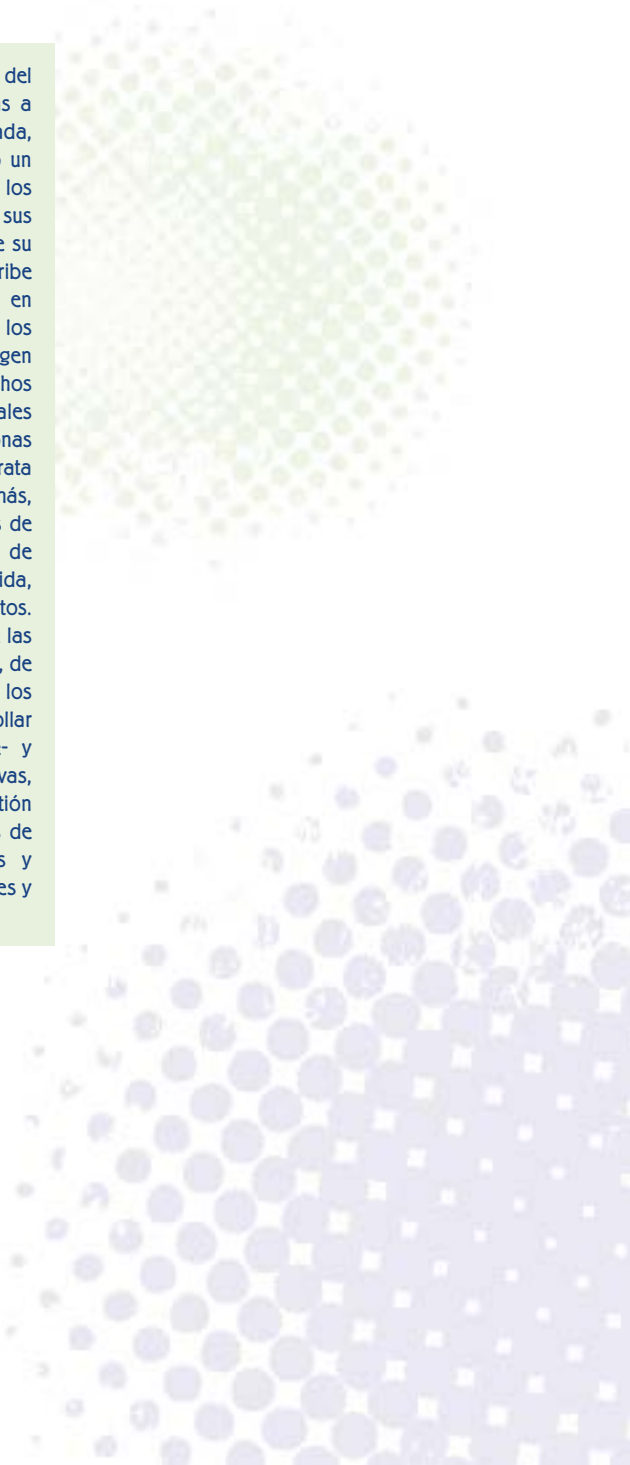 del
s a
ada,
un
los
sus
e su
ribe
en
los
gen
hos
ales
nas
rata
nás,
s de
de
ida,
tos.
las
, de
los
ollar
- y
vas,
tión
de
s y
es y